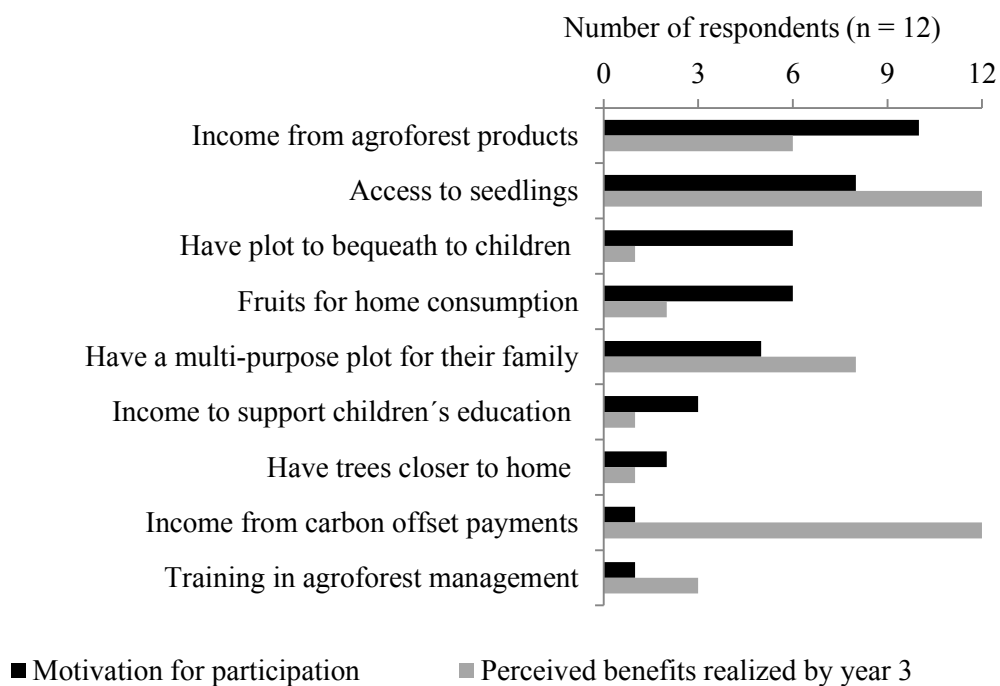 Number of respondents (n = 12)
0 3 6 9 12
Income from agroforest products
Access to seedlings
Have plot to bequeath to children
Fruits for home consumption
Have a multi-purpose plot for their family
Income to support children´s education
Have trees closer to home
Income from carbon offset payments
Training in agroforest management
Motivation for participation Perceived benefits realized by year 3